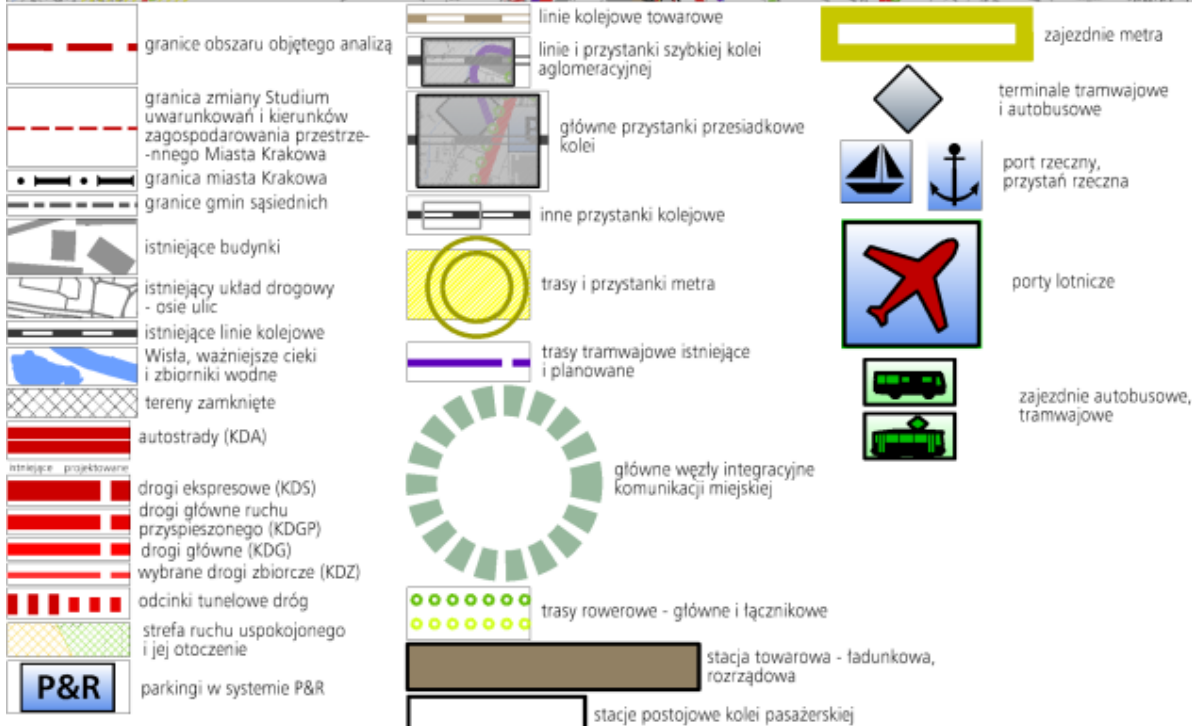 granice obszaru objętego analizą
granica zmiany Studium
uwarunkowań i kierunków
zagospodarowania przestrze-
-nnego Miasta Krakowa
granica miasta Krakowa
granice gmin sąsiednich
istniejące budynki
istniejący układ drogowy
- osie ulic
istniejące linie kolejowe
Wisła, ważniejsze cieki
i zbiorniki wodne
tereny zamknięte
autostrady (KDA)
istniejące projektowane
drogi ekspresowe (KDS)
drogi główne ruchu
przyspieszonego (KDGP)
drogi główne (KDG)
wybrane drogi zbiorcze (KDZ)
odcinki tunelowe dróg
strefa ruchu uspokojonego
i jej otoczenie
P&R
parkingi w systemie P&R
linie kolejowe towarowe
linie i przystanki szybkiej kolei
aglomeracyjnej
główne przystanki przesiadkowe
kolei
inne przystanki kolejowe
trasy i przystanki metra
trasy tramwajowe istniejące
i planowane
główne węzły integracyjne
komunikacji miejskiej
trasy rowerowe - główne i łącznikowe
stacja towarowa - ładunkowa,
rozrządowa
stacje postojowe kolei pasażerskiej
zajezdnie metra
terminale tramwajowe
i autobusowe
port rzeczny,
przystań rzeczna
porty lotnicze
zajezdnie autobusowe,
tramwajowe